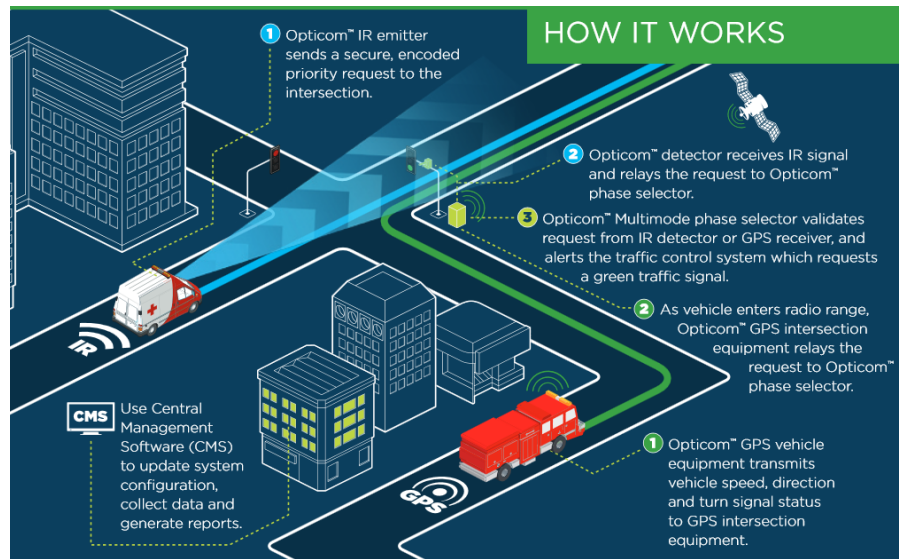 HOW IT WORKS
1 Opticom™ IR emitter
sends a secure, encoded
priority request to the
intersection.
2 Opticom™ detector receives IR signal
and relays the request to Opticom™
phase selector.
3 Opticom™ Multimode phase selector validates
request from IR detector or GPS receiver, and
alerts the traffic control system which requests
a green traffic signal.
2 As vehicle enters radio range,
Opticom™ GPS intersection
equipment relays the
request to Opticom™
phase selector.
1 Opticom™ GPS vehicle
equipment transmits
vehicle speed, direction
and turn signal status
to GPS intersection
equipment.
IR
GPS
CMS
Use Central
Management
Software (CMS)
to update system
configuration,
collect data and
generate reports.